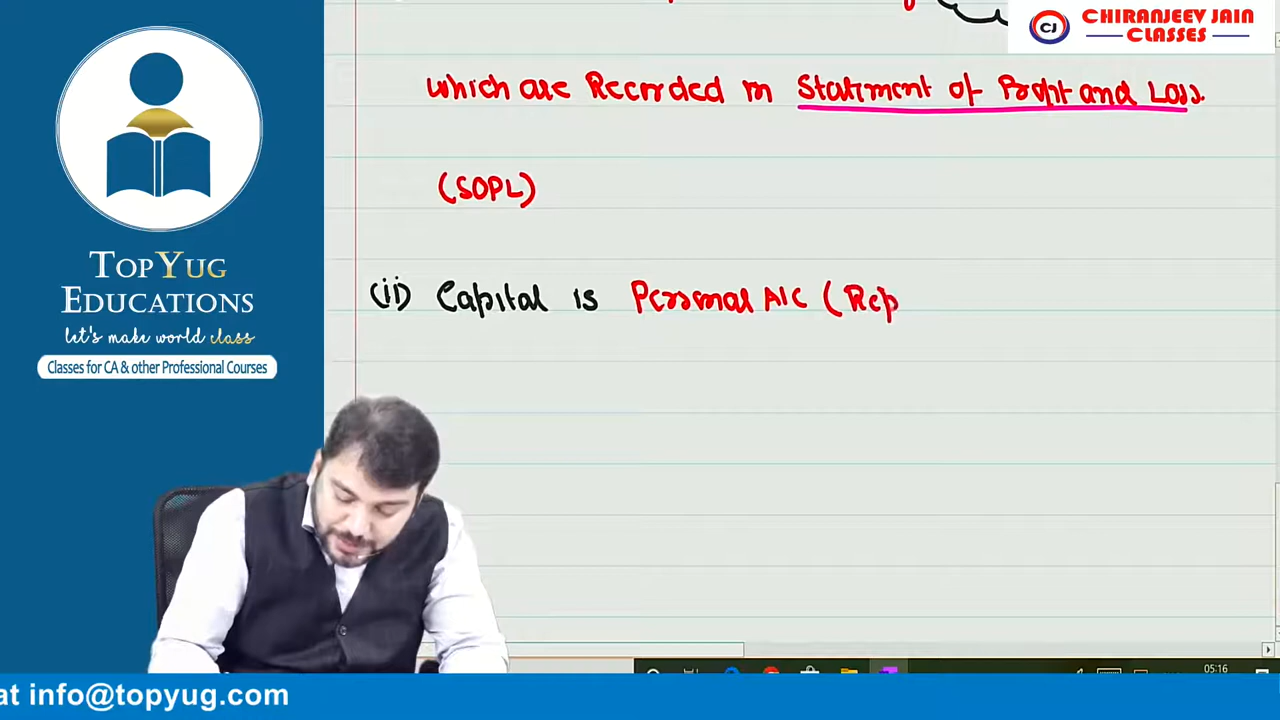 CHIRANJEEV JAIN
CLASSES
CJ
which are Recorded in Statement of Profit and Loss.
(SOPL)
(ii) Capital is Personal A/C (Rep
TOPYUG
EDUCATIONS
let's make world class
Classes for CA & other Professional Courses
05:16
at info@topyug.com